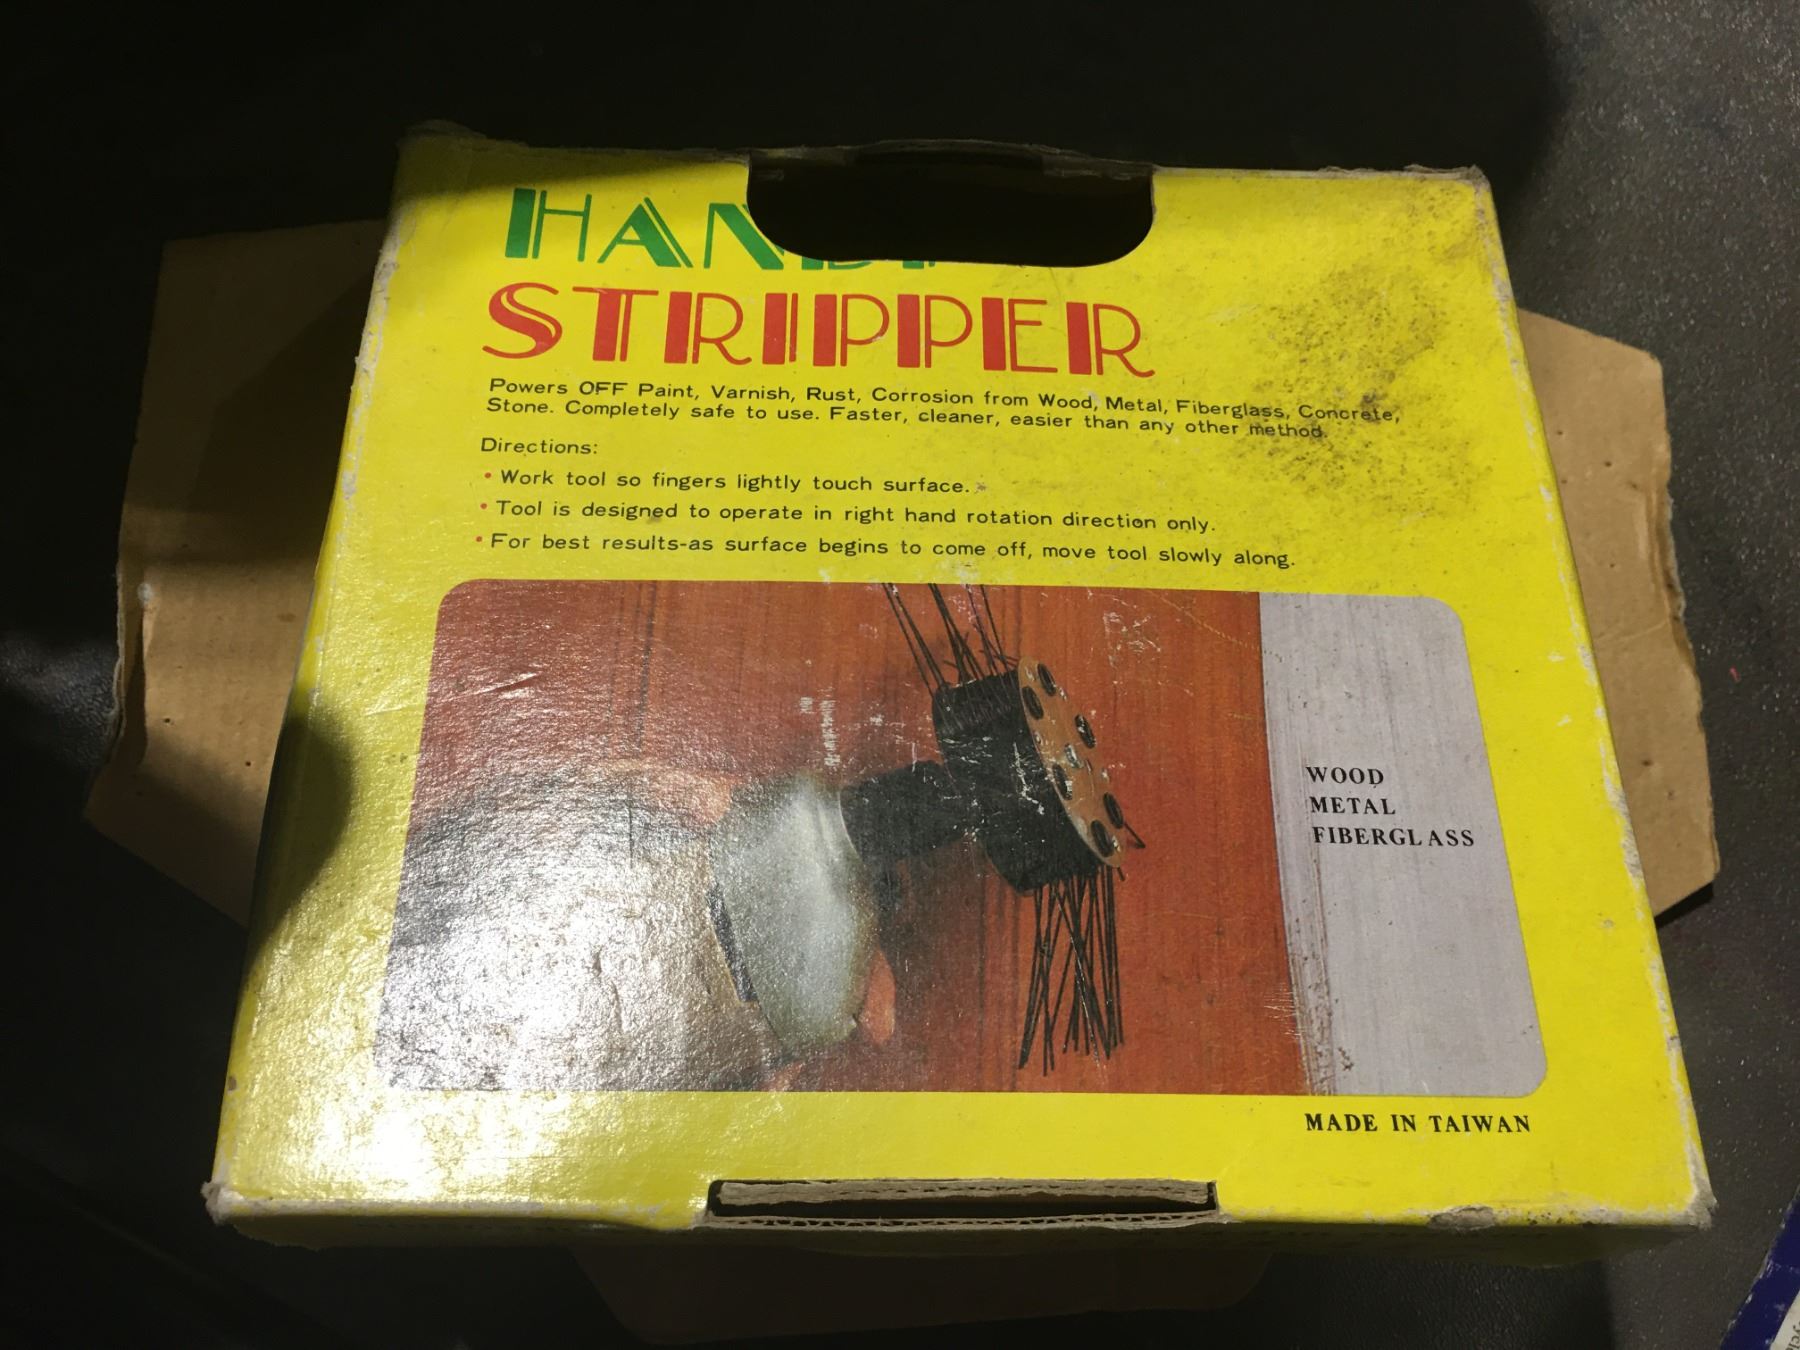 STRIPPER
Powers OFF Paint, Varnish, Rust, Corrosion from Wood, Metal, Fiberglass, Concrete,
Stone. Completely safe to use. Faster, cleaner, easier than any other method.
Directions:
• Work tool so fingers lightly touch surface.
• Tool is designed to operate in right hand rotation direction only.
• For best results-as surface begins to come off, move tool slowly along.
WOOD
METAL
FIBERGLASS
MADE IN TAIWAN